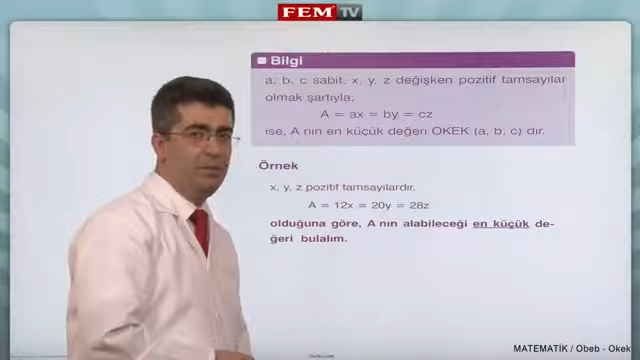 FEM TV
Bilgi
a, b, c sabit, x, y, z değişken pozitif tamsayılar
olmak şartıyla;
A = ax = by = cz
ise, A nın en küçük değeri OKEK (a, b, c) dir.
Örnek
x, y, z pozitif tamsayılardır.
A = 12x = 20y = 28z
olduğuna göre, A nın alabileceği en küçük de-
ğeri bulalım.
MATEMATİK / Obeb - Okek